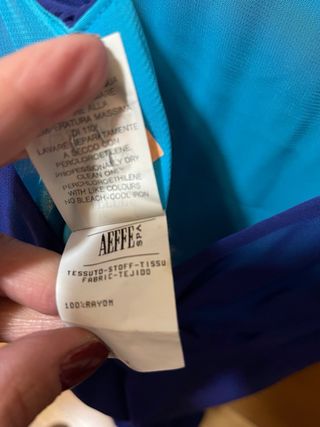 ALLA
TEMPERATURA MASSIMA
DI 110
LAVARE SEPARATAMENTE
A SECCO CON
PERCLOROETILENE.
PROFESSIONALLY DRY
CLEAN ONLY
PERCHLOROETHYLENE
WITH LIKE COLOURS
NO BLEACH-COOL IRON
AEFFE SPA
TESSUTO-STOFF-TISSU
FABRIC-TEJIDO
100%RAYON